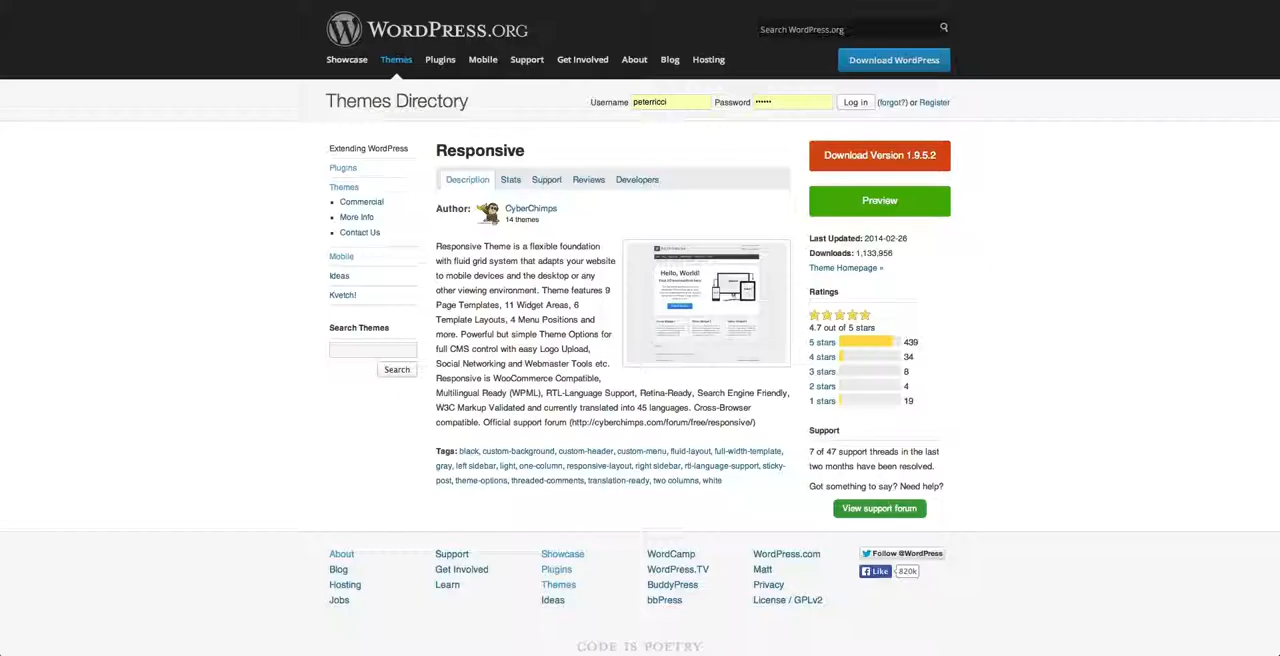 WORDPRESS.ORG
Search WordPress.org
Showcase Themes Plugins Mobile Support Get Involved About Blog Hosting
Download WordPress
Themes Directory
Username peterricci Password •••••• Log in (forgot?) or Register
Extending WordPress
Plugins
Themes
• Commercial
• More Info
• Contact Us
Mobile
Ideas
Kvetch!
Search Themes
Search
Responsive
Description Stats Support Reviews Developers
Author: CyberChimps
14 themes
Responsive Theme is a flexible foundation
with fluid grid system that adapts your website
to mobile devices and the desktop or any
other viewing environment. Theme features 9
Page Templates, 11 Widget Areas, 6
Template Layouts, 4 Menu Positions and
more. Powerful but simple Theme Options for
full CMS control with easy Logo Upload,
Social Networking and Webmaster Tools etc.
Responsive is WooCommerce Compatible,
Multilingual Ready (WPML), RTL-Language Support, Retina-Ready, Search Engine Friendly,
W3C Markup Validated and currently translated into 45 languages. Cross-Browser
compatible. Official support forum (http://cyberchimps.com/forum/free/responsive/)
Hello, World!
Tags: black, custom-background, custom-header, custom-menu, fluid-layout, full-width-template,
gray, left sidebar, light, one-column, responsive-layout, right sidebar, rtl-language-support, sticky-
post, theme-options, threaded-comments, translation-ready, two columns, white
Download Version 1.9.5.2
Preview
Last Updated: 2014-02-26
Downloads: 1,133,956
Theme Homepage »
Ratings
4.7 out of 5 stars
5 stars 439
4 stars 34
3 stars 8
2 stars 4
1 stars 19
Support
7 of 47 support threads in the last
two months have been resolved.
Got something to say? Need help?
View support forum
About
Blog
Hosting
Jobs
Support
Get Involved
Learn
Showcase
Plugins
Themes
Ideas
WordCamp
WordPress.TV
BuddyPress
bbPress
WordPress.com
Matt
Privacy
License / GPLv2
Follow @WordPress
Like 820k
CODE IS POETRY